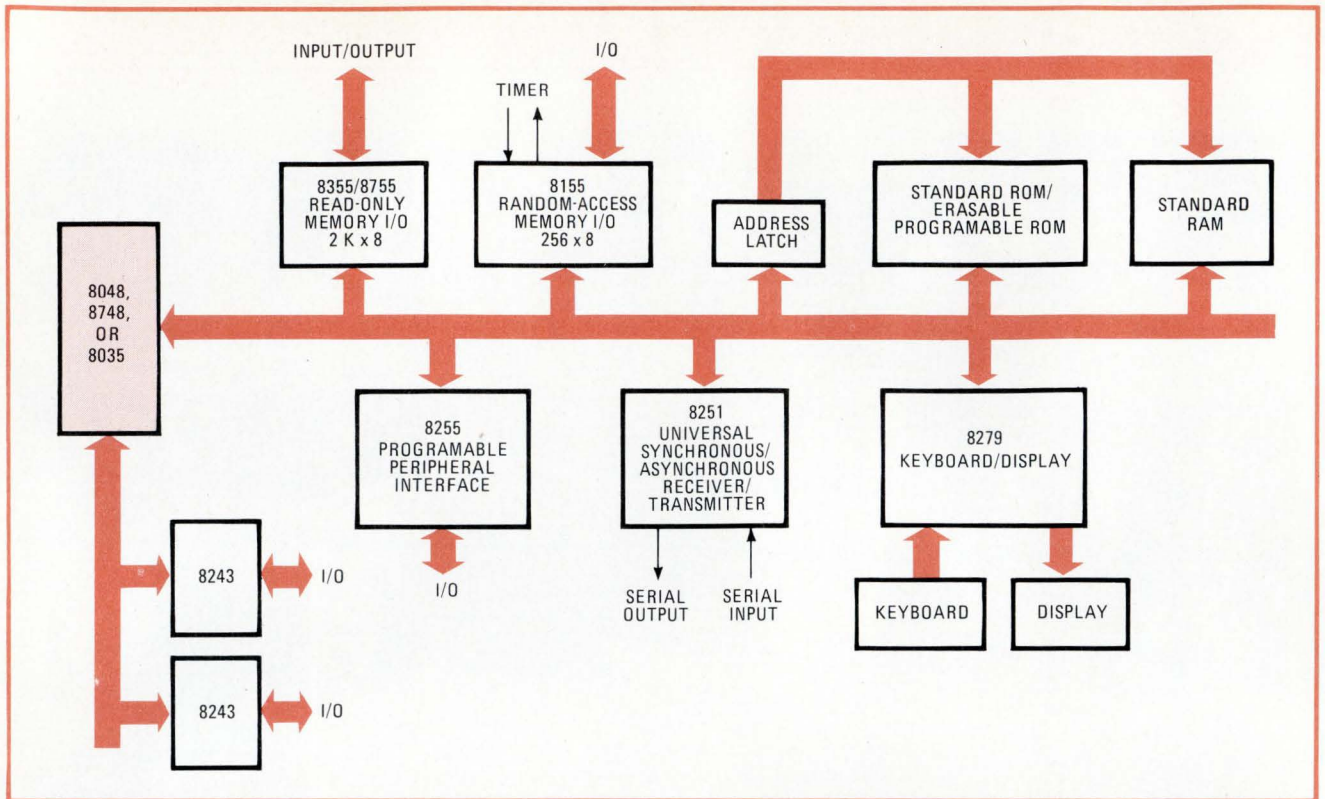 INPUT/OUTPUT
I/O
TIMER
8355/8755
READ-ONLY
MEMORY I/O
2 K x 8
8155
RANDOM-ACCESS
MEMORY I/O
256 x 8
ADDRESS
LATCH
STANDARD ROM/
ERASABLE
PROGRAMABLE ROM
STANDARD
RAM
8048,
8748,
OR
8035
8255
PROGRAMABLE
PERIPHERAL
INTERFACE
8251
UNIVERSAL
SYNCHRONOUS/
ASYNCHRONOUS
RECEIVER/
TRANSMITTER
8279
KEYBOARD/DISPLAY
I/O
SERIAL
OUTPUT
SERIAL
INPUT
KEYBOARD
DISPLAY
8243
I/O
8243
I/O